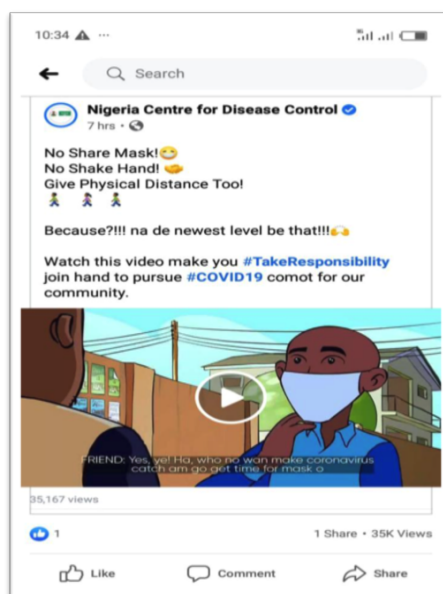 10:34
Search
Nigeria Centre for Disease Control
7 hrs
No Share Mask!😷
No Shake Hand! 🤝
Give Physical Distance Too!
Because?!!! na de newest level be that!!!🙌
Watch this video make you #TakeResponsibility
join hand to pursue #COVID19 comot for our
community.
FRIEND: Yes, ye! Ha, who no wan make coronavirus
catch am go get time for mask o
35,167 views
1
1 Share • 35K Views
Like
Comment
Share